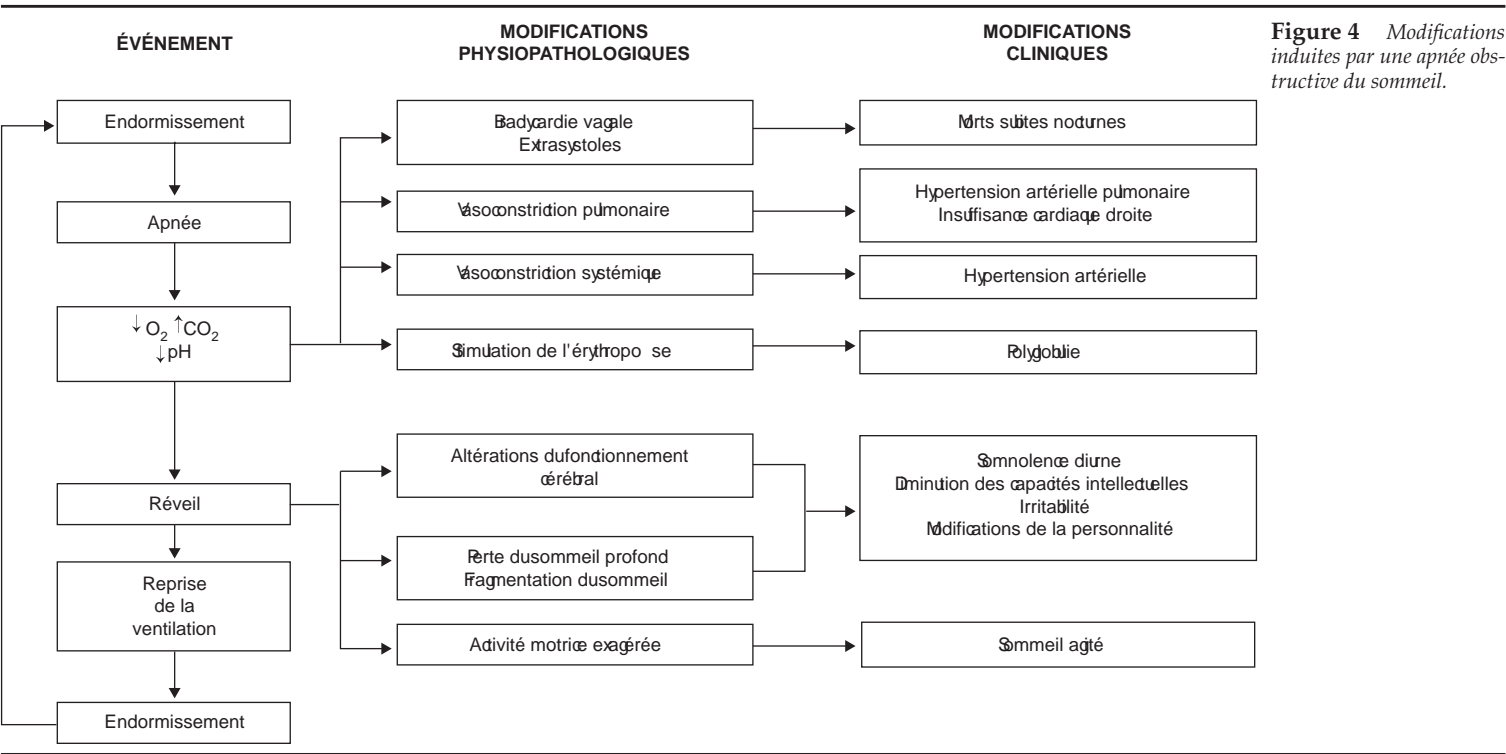 ÉVÉNEMENT
MODIFICATIONS
PHYSIOPATHOLOGIQUES
MODIFICATIONS
CLINIQUES
Figure 4 Modifications
induites par une apnée obs-
tructive du sommeil.
Endormissement
Apnée
↓O₂ ↑CO₂
↓pH
Réveil
Reprise
de la
ventilation
Endormissement
Bradycardie vagale
Extrasystoles
Vasoconstriction pulmonaire
Vasoconstriction systémique
Stimulation de l'érythropo se
Altérations du fonctionnement
cérébral
Perte du sommeil profond
Fragmentation du sommeil
Activité motrice exagérée
Morts subites nocturnes
Hypertension artérielle pulmonaire
Insuffisance cardiaque droite
Hypertension artérielle
Polyglobulie
Somnolence diurne
Diminution des capacités intellectuelles
Irritabilité
Modifications de la personnalité
Sommeil agité